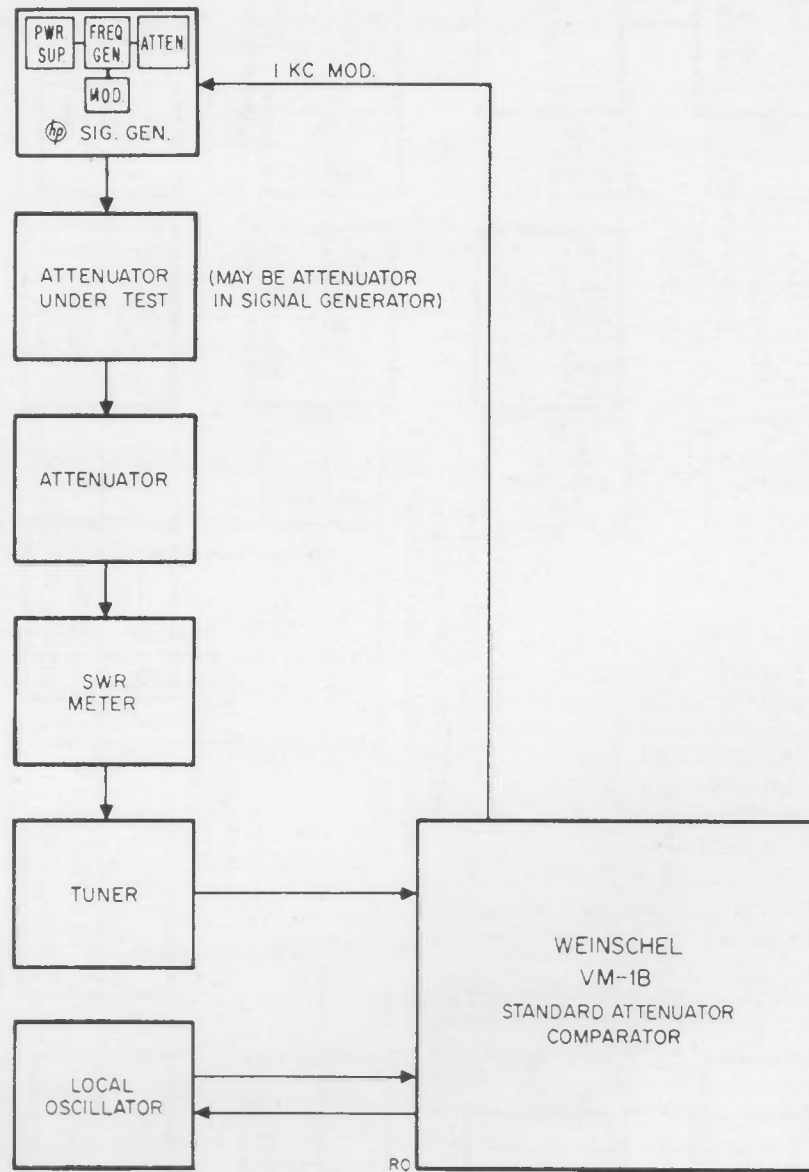 PWR. FREQ
SUP. GEN. ATTEN.
MOD.
hp SIG. GEN.
1 KC MOD.
ATTENUATOR
UNDER TEST
(MAY BE ATTENUATOR
IN SIGNAL GENERATOR)
ATTENUATOR
SWR
METER
TUNER
WEINSCHEL
VM-1B
STANDARD ATTENUATOR
COMPARATOR
LOCAL
OSCILLATOR
RO